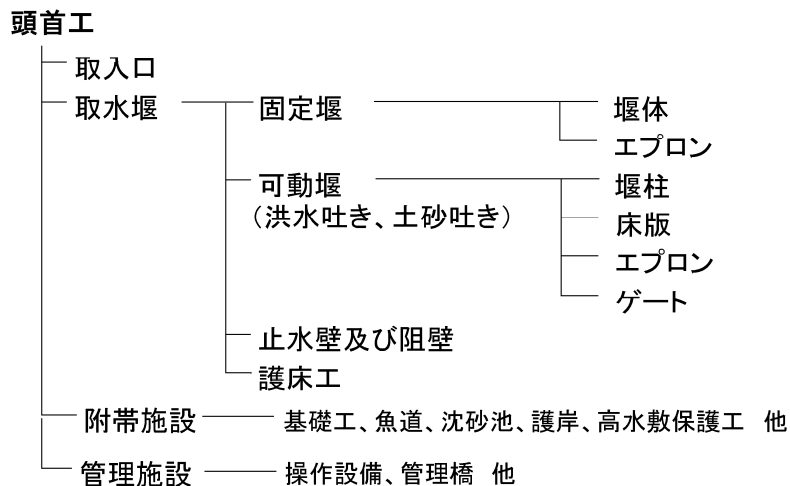 頭首工
取入口
取水堰 固定堰 堰体
エプロン
可動堰 堰柱
（洪水吐き、土砂吐き） 床版
エプロン
ゲート
止水壁及び阻壁
護床工
附帯施設 基礎工、魚道、沈砂池、護岸、高水敷保護工 他
管理施設 操作設備、管理橋 他